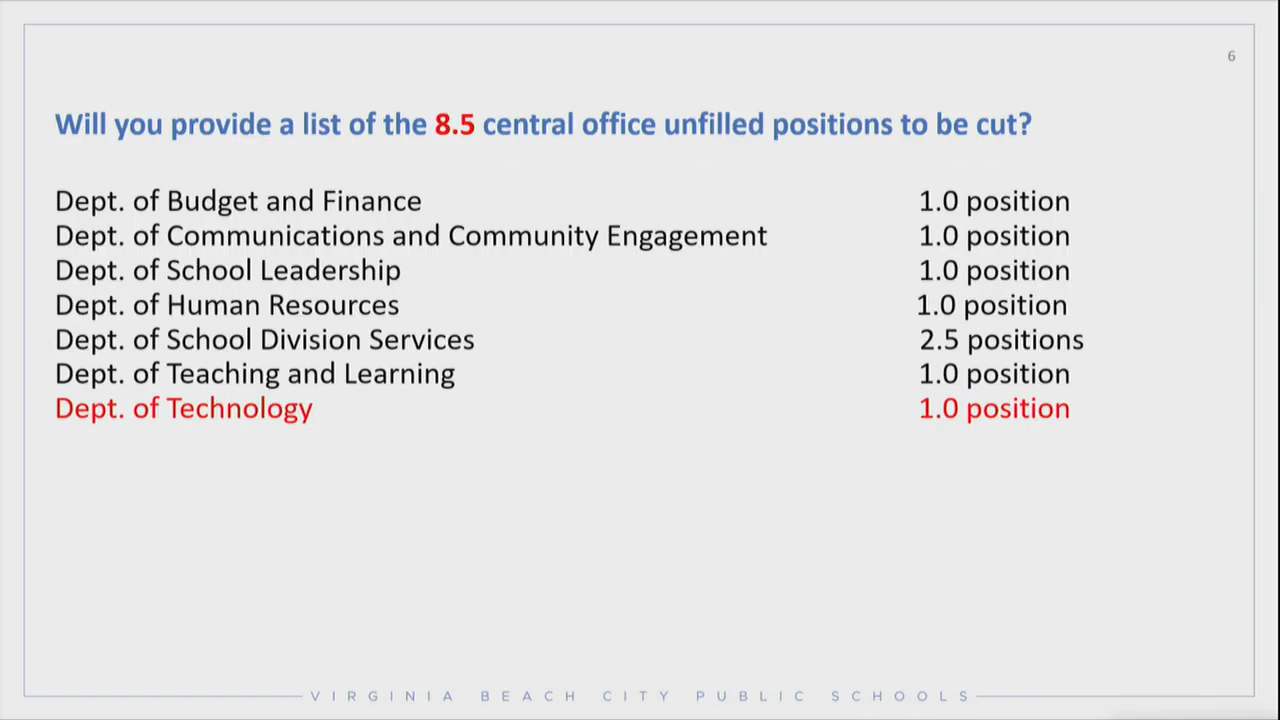 6
Will you provide a list of the 8.5 central office unfilled positions to be cut?
Dept. of Budget and Finance 1.0 position
Dept. of Communications and Community Engagement 1.0 position
Dept. of School Leadership 1.0 position
Dept. of Human Resources 1.0 position
Dept. of School Division Services 2.5 positions
Dept. of Teaching and Learning 1.0 position
Dept. of Technology 1.0 position
VIRGINIA BEACH CITY PUBLIC SCHOOLS